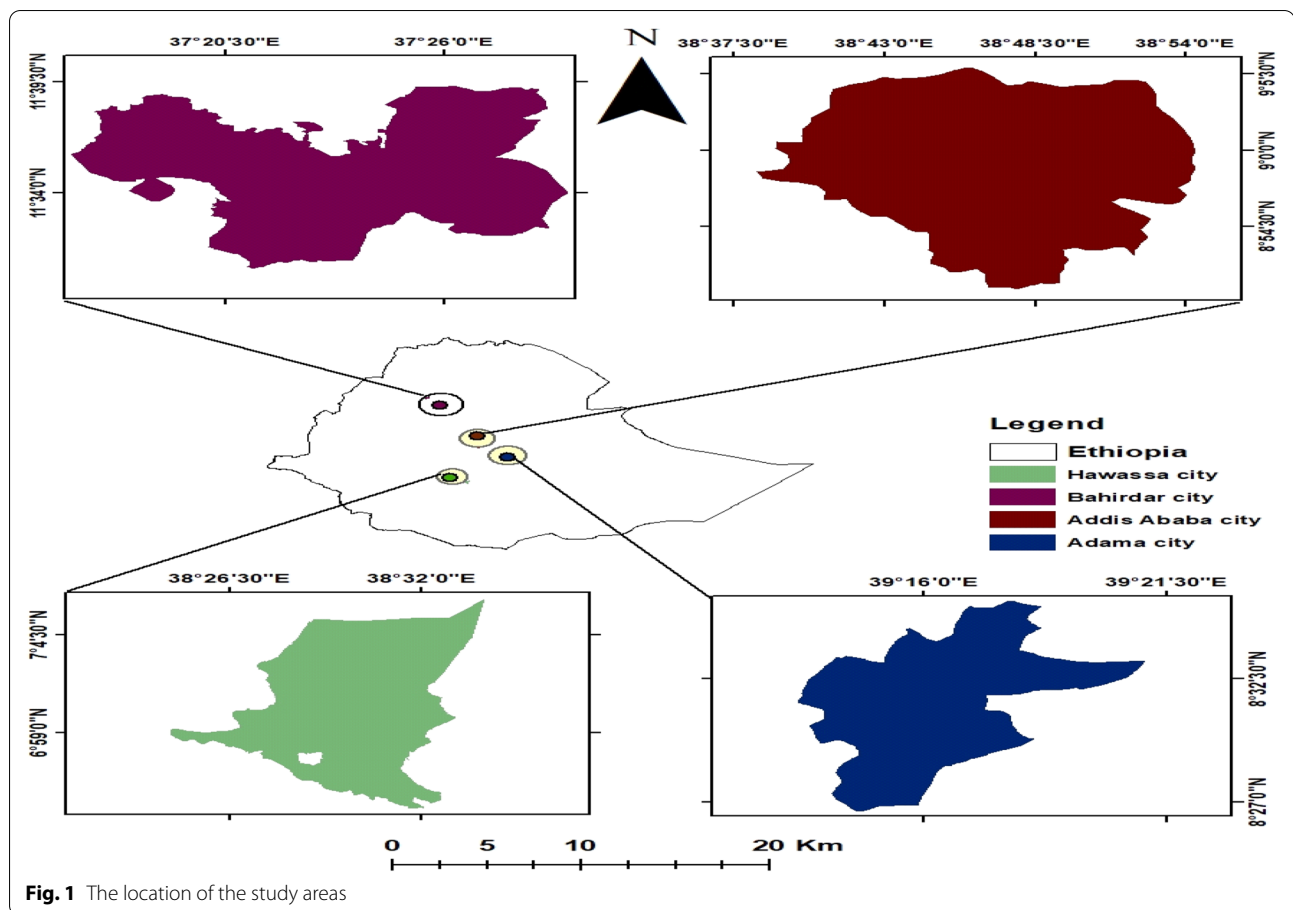 37°20'30"E 37°26'0"E
N
38°37'30"E 38°43'0"E 38°48'30"E 38°54'0"E
11°39'30"N
11°34'0"N
9°5'3"N
9°0'0"N
8°54'30"N
Legend
Ethiopia
Hawassa city
Bahirdar city
Addis Ababa city
Adama city
38°26'30"E 38°32'0"E
7°4'30"N
6°59'0"N
39°16'0"E 39°21'30"E
8°32'30"N
8°27'0"N
0 5 10 20 Km
Fig. 1 The location of the study areas